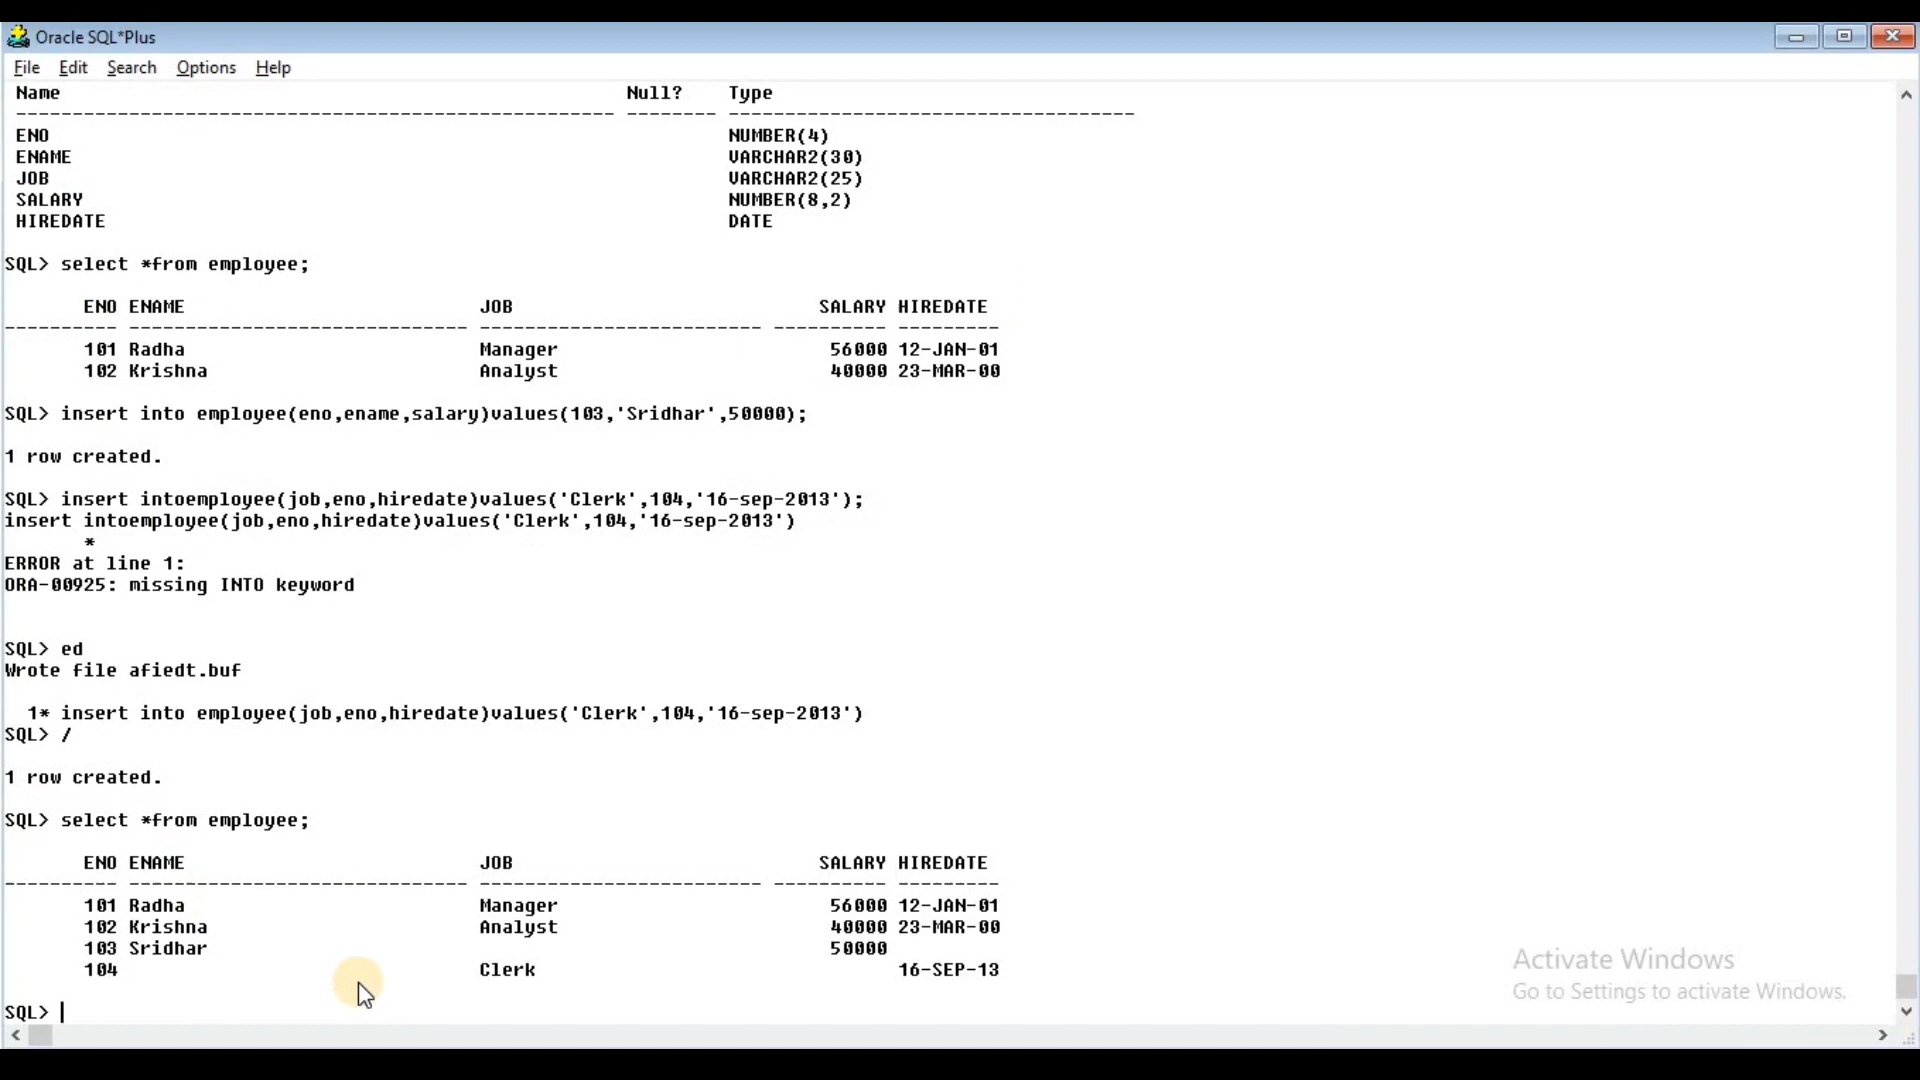 Oracle SQL*Plus
File Edit Search Options Help
Name Null? Type
----------------------------------------------------- -------- ------------------------------------
ENO NUMBER(4)
ENAME VARCHAR2(30)
JOB VARCHAR2(25)
SALARY NUMBER(8,2)
HIREDATE DATE
SQL> select *from employee;
ENO ENAME JOB SALARY HIREDATE
---------- ------------------------------ ------------------------- ---------- ---------
101 Radha Manager 56000 12-JAN-01
102 Krishna Analyst 40000 23-MAR-00
SQL> insert into employee(eno,ename,salary)values(103,'Sridhar',50000);
1 row created.
SQL> insert intoemployee(job,eno,hiredate)values('Clerk',104,'16-sep-2013');
insert intoemployee(job,eno,hiredate)values('Clerk',104,'16-sep-2013')
*
ERROR at line 1:
ORA-00925: missing INTO keyword
SQL> ed
Wrote file afiedt.buf
1* insert into employee(job,eno,hiredate)values('Clerk',104,'16-sep-2013')
SQL> /
1 row created.
SQL> select *from employee;
ENO ENAME JOB SALARY HIREDATE
---------- ------------------------------ ------------------------- ---------- ---------
101 Radha Manager 56000 12-JAN-01
102 Krishna Analyst 40000 23-MAR-00
103 Sridhar 50000
104 Clerk 16-SEP-13
SQL>
Activate Windows
Go to Settings to activate Windows.